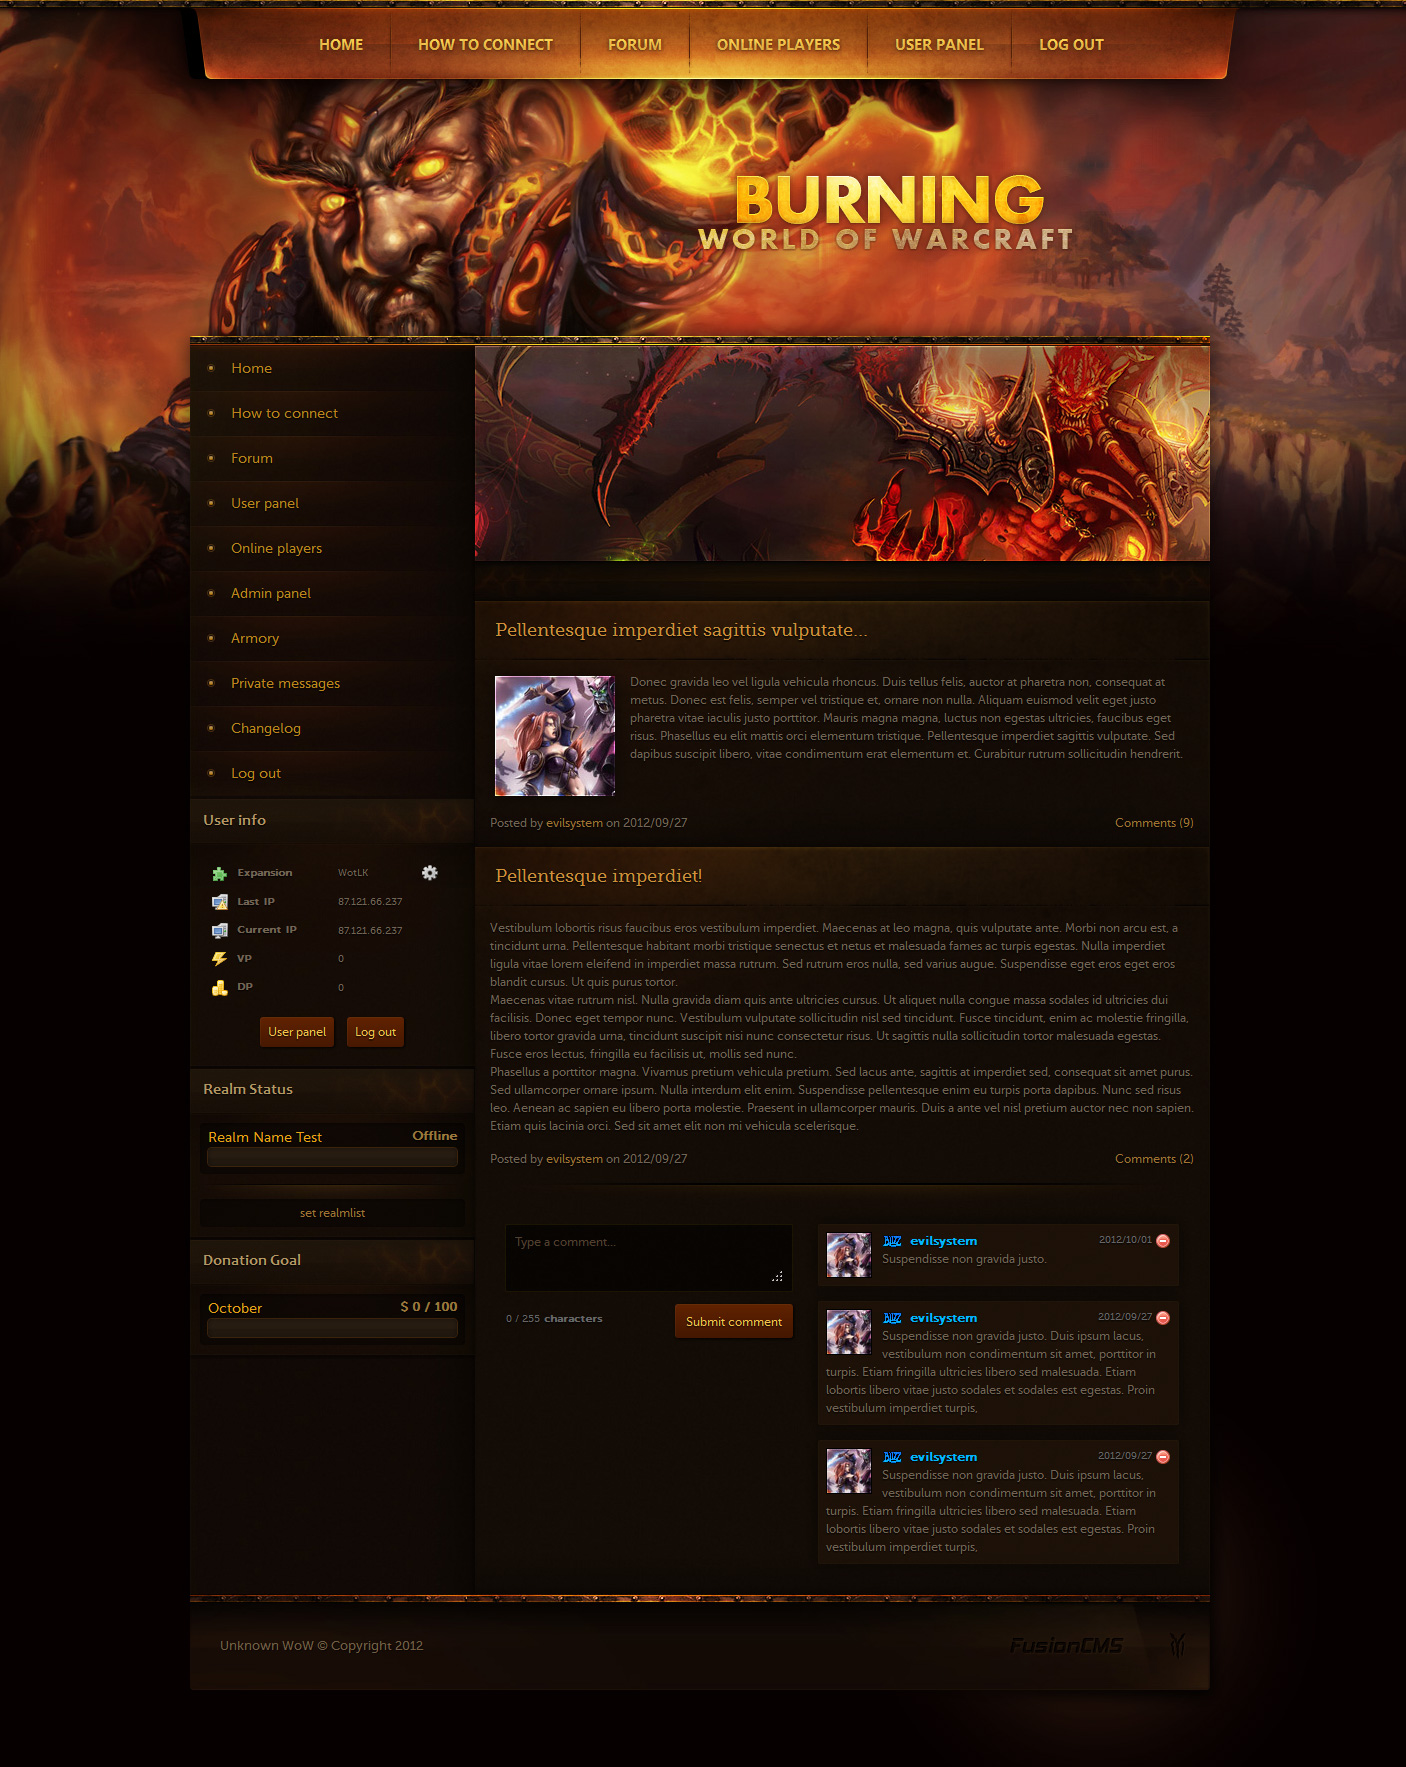 HOME HOW TO CONNECT FORUM ONLINE PLAYERS USER PANEL LOG OUT
BURNING
WORLD OF WARCRAFT
Home
How to connect
Forum
User panel
Online players
Admin panel
Armory
Private messages
Changelog
Log out
User info
Expansion WotLK
Last IP 87.121.66.237
Current IP 87.121.66.237
VP 0
DP 0
User panel Log out
Realm Status
Realm Name Test Offline
set realmlist
Donation Goal
October $ 0 / 100
Pellentesque imperdiet sagittis vulputate...
Donec gravida leo vel ligula vehicula rhoncus. Duis tellus felis, auctor at pharetra non, consequat at
metus. Donec est felis, semper vel tristique et, ornare non nulla. Aliquam euismod velit eget justo
pharetra vitae iaculis justo porttitor. Mauris magna magna, luctus non egestas ultricies, faucibus eget
risus. Phasellus eu elit mattis orci elementum tristique. Pellentesque imperdiet sagittis vulputate. Sed
dapibus suscipit libero, vitae condimentum erat elementum et. Curabitur rutrum sollicitudin hendrerit.
Posted by evilsystem on 2012/09/27 Comments (9)
Pellentesque imperdiet!
Vestibulum lobortis risus faucibus eros vestibulum imperdiet. Maecenas at leo magna, quis vulputate ante. Morbi non arcu est, a
tincidunt urna. Pellentesque habitant morbi tristique senectus et netus et malesuada fames ac turpis egestas. Nulla imperdiet
ligula vitae lorem eleifend in imperdiet massa rutrum. Sed rutrum eros nulla, sed varius augue. Suspendisse eget eros eget eros
blandit cursus. Ut quis purus tortor.
Maecenas vitae rutrum nisl. Nulla gravida diam quis ante ultricies cursus. Ut aliquet nulla congue massa sodales id ultricies dui
facilisis. Donec eget tempor nunc. Vestibulum vulputate sollicitudin nisl sed tincidunt. Fusce tincidunt, enim ac molestie fringilla,
libero tortor gravida urna, tincidunt suscipit nisi nunc consectetur risus. Ut sagittis nulla sollicitudin tortor malesuada egestas.
Fusce eros lectus, fringilla eu facilisis ut, mollis sed nunc.
Phasellus a porttitor magna. Vivamus pretium vehicula pretium. Sed lacus ante, sagittis at imperdiet sed, consequat sit amet purus.
Sed ullamcorper ornare ipsum. Nulla interdum elit enim. Suspendisse pellentesque enim eu turpis porta dapibus. Nunc sed risus
leo. Aenean ac sapien eu libero porta molestie. Praesent in ullamcorper mauris. Duis a ante vel nisl pretium auctor nec non sapien.
Etiam quis lacinia orci. Sed sit amet elit non mi vehicula scelerisque.
Posted by evilsystem on 2012/09/27 Comments (2)
Type a comment...
0 / 255 characters
Submit comment
evilsystem 2012/10/01
Suspendisse non gravida justo.
evilsystem 2012/09/27
Suspendisse non gravida justo. Duis ipsum lacus,
vestibulum non condimentum sit amet, porttitor in
turpis. Etiam fringilla ultricies libero sed malesuada. Etiam
lobortis libero vitae justo sodales et sodales est egestas. Proin
vestibulum imperdiet turpis,
evilsystem 2012/09/27
Suspendisse non gravida justo. Duis ipsum lacus,
vestibulum non condimentum sit amet, porttitor in
turpis. Etiam fringilla ultricies libero sed malesuada. Etiam
lobortis libero vitae justo sodales et sodales est egestas. Proin
vestibulum imperdiet turpis,
Unknown WoW © Copyright 2012
FusionCMS